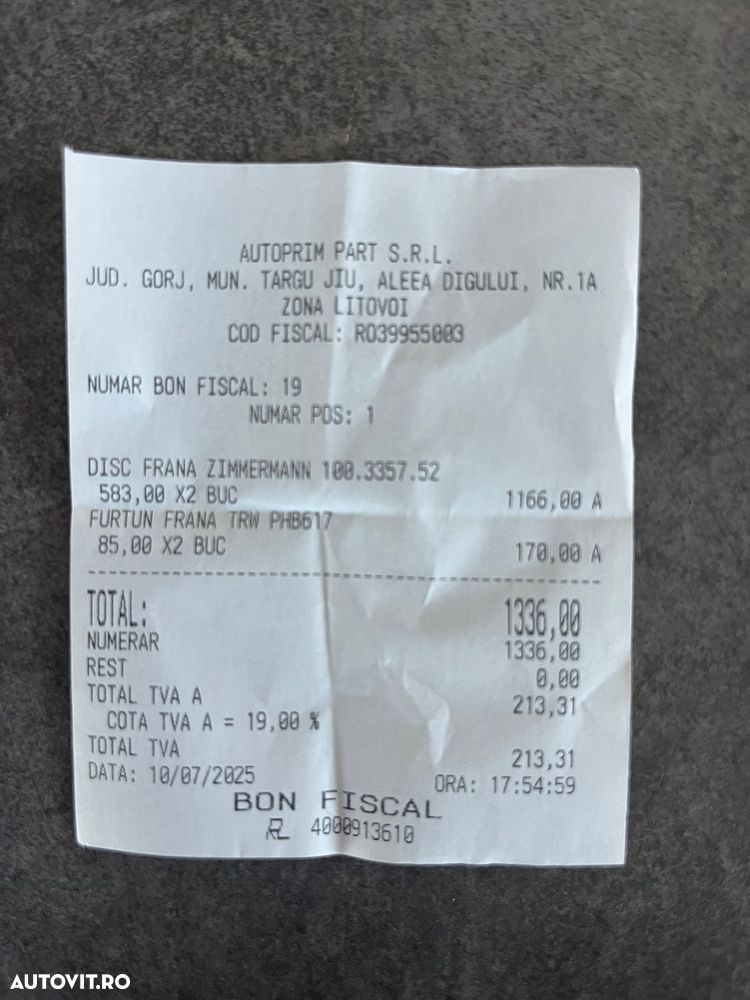 AUTOPRIM PART S.R.L.
JUD. GORJ, MUN. TARGU JIU, ALEEA DIGULUI, NR.1A
ZONA LITOVOI
COD FISCAL: RO39955003
NUMAR BON FISCAL: 19
NUMAR POS: 1
DISC FRANA ZIMMERMANN 100.3357.52
583,00 X2 BUC 1166,00 A
FURTUN FRANA TRW PHB617
85,00 X2 BUC 170,00 A
TOTAL: 1336,00
NUMERAR 1336,00
REST 0,00
TOTAL TVA A 213,31
COTA TVA A = 19,00 %
TOTAL TVA 213,31
DATA: 10/07/2025 ORA: 17:54:59
BON FISCAL
4000913610
AUTOVIT.RO